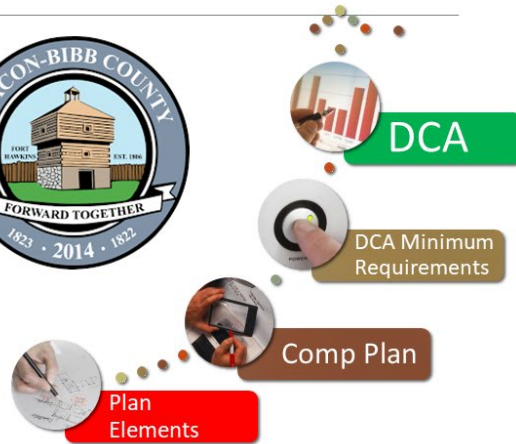 CON-BIBB COUNTY
FORT
HAWKINS
EST. 1806
FORWARD TOGETHER
1823 · 2014 · 1822
DCA
DCA Minimum
Requirements
POWER
Comp Plan
Plan
Elements